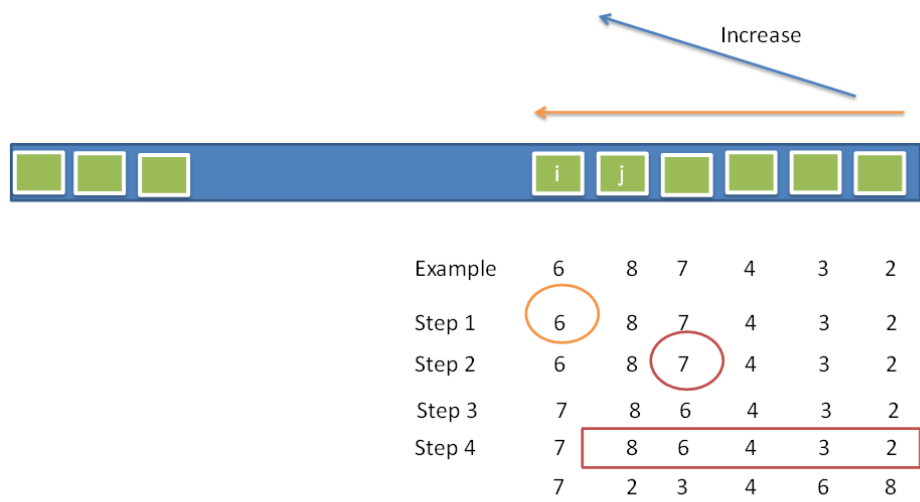 Increase
i j
Example 6 8 7 4 3 2
Step 1 6 8 7 4 3 2
Step 2 6 8 7 4 3 2
Step 3 7 8 6 4 3 2
Step 4 7 8 6 4 3 2
7 2 3 4 6 8